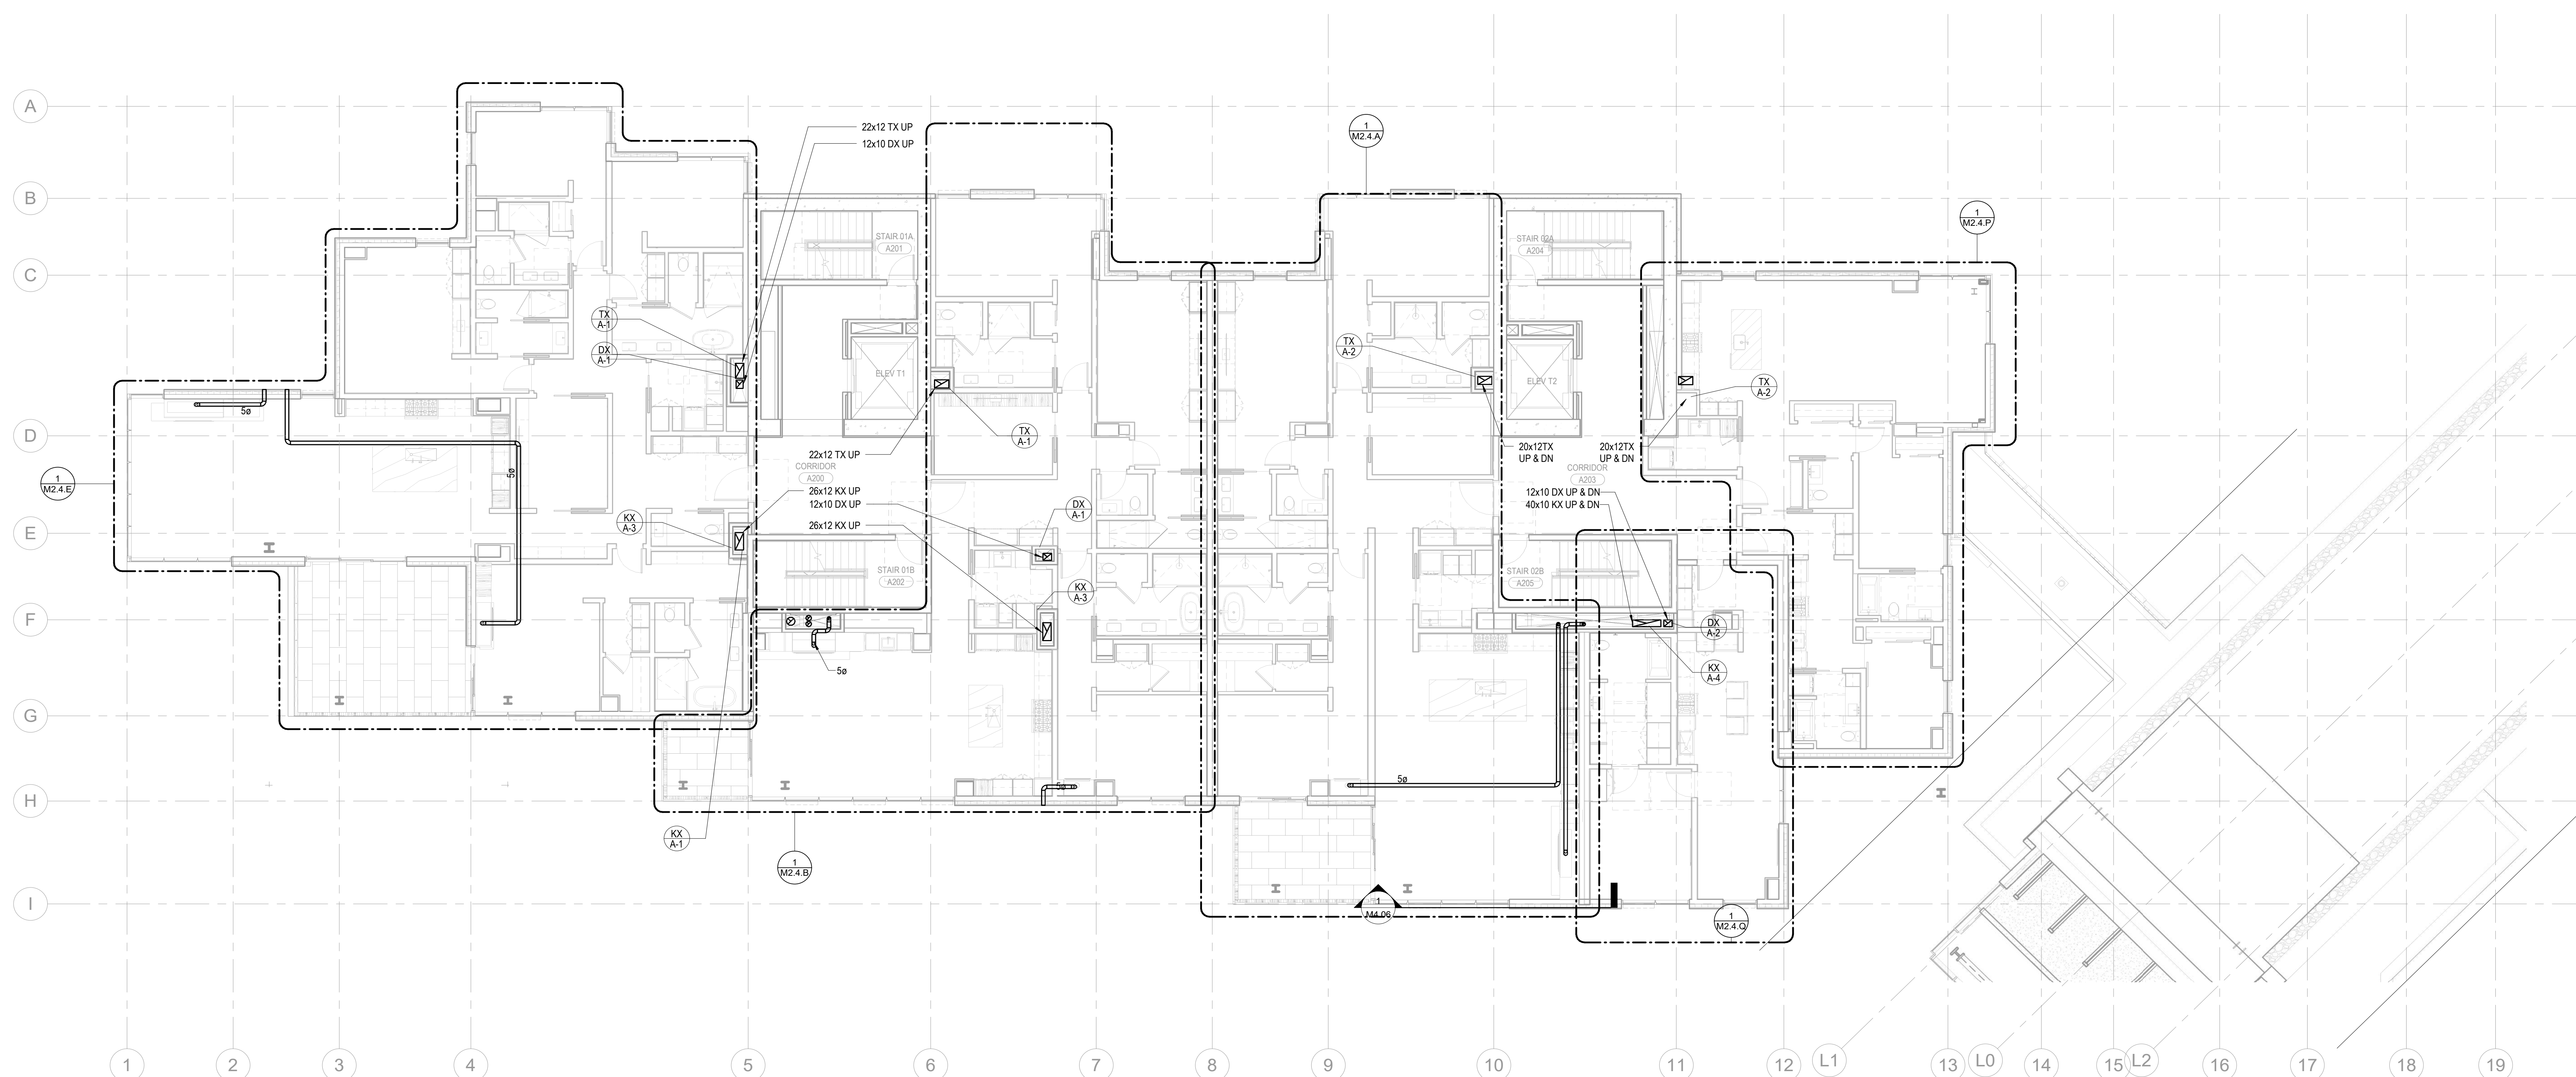 A
B
C
D
E
F
G
H
I
22x12 TX UP
12x10 DX UP
1
M2.4.A
1
M2.4.P
STAIR 01A
A201
STAIR 02A
A204
TX
A-1
DX
A-1
TX
A-2
ELEV T1
ELEV T2
TX
A-2
5ø
TX
A-1
22x12 TX UP
20x12TX
UP & DN
20x12TX
UP & DN
CORRIDOR
A200
CORRIDOR
A203
1
M2.4.E
5ø
26x12 KX UP
12x10 DX UP
26x12 KX UP
12x10 DX UP & DN
40x10 KX UP & DN
KX
A-3
DX
A-1
STAIR 01B
A202
STAIR 02B
A205
KX
A-3
DX
A-2
KX
A-4
5ø
5ø
5ø
KX
A-1
1
M2.4.B
1
M4.06
1
M2.4.Q
1
2
3
4
5
6
7
8
9
10
11
12
L1
13
L0
14
15
L2
16
17
18
19